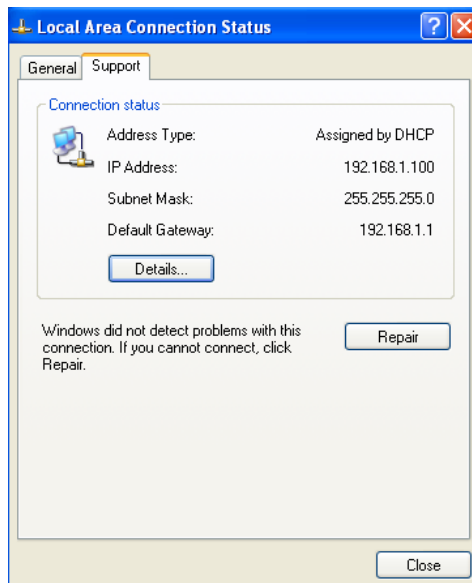 Local Area Connection Status
General Support
Connection status
Address Type: Assigned by DHCP
IP Address: 192.168.1.100
Subnet Mask: 255.255.255.0
Default Gateway: 192.168.1.1
Details...
Windows did not detect problems with this
connection. If you cannot connect, click
Repair.
Repair
Close